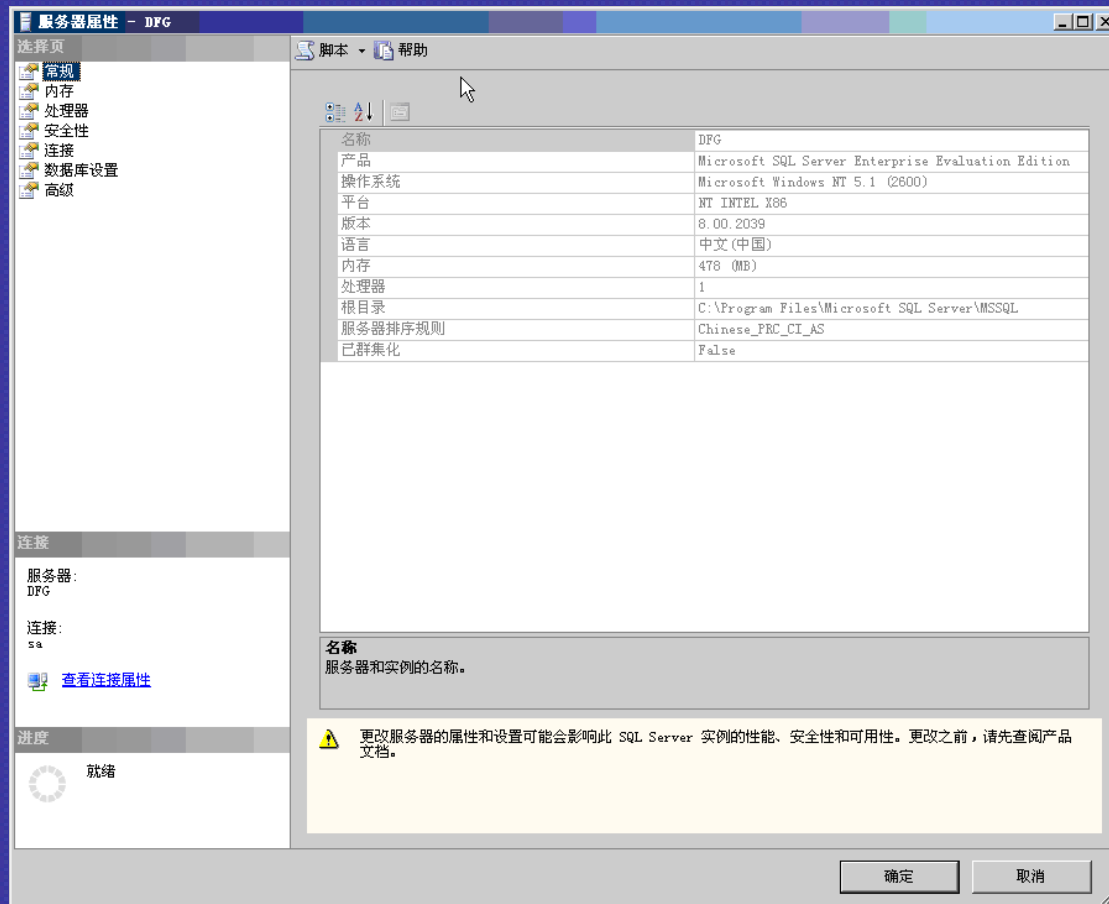 服务器属性 - DFG
选择页
常规
内存
处理器
安全性
连接
数据库设置
高级
脚本
帮助
名称 DFG
产品 Microsoft SQL Server Enterprise Evaluation Edition
操作系统 Microsoft Windows NT 5.1 (2600)
平台 NT INTEL X86
版本 8.00.2039
语言 中文(中国)
内存 478 (MB)
处理器 1
根目录 C:\Program Files\Microsoft SQL Server\MSSQL
服务器排序规则 Chinese_PRC_CI_AS
已群集化 False
连接
服务器:
DFG
连接:
sa
查看连接属性
进度
就绪
名称
服务器和实例的名称。
更改服务器的属性和设置可能会影响此 SQL Server 实例的性能、安全性和可用性。更改之前,请先查阅产品
文档。
确定
取消